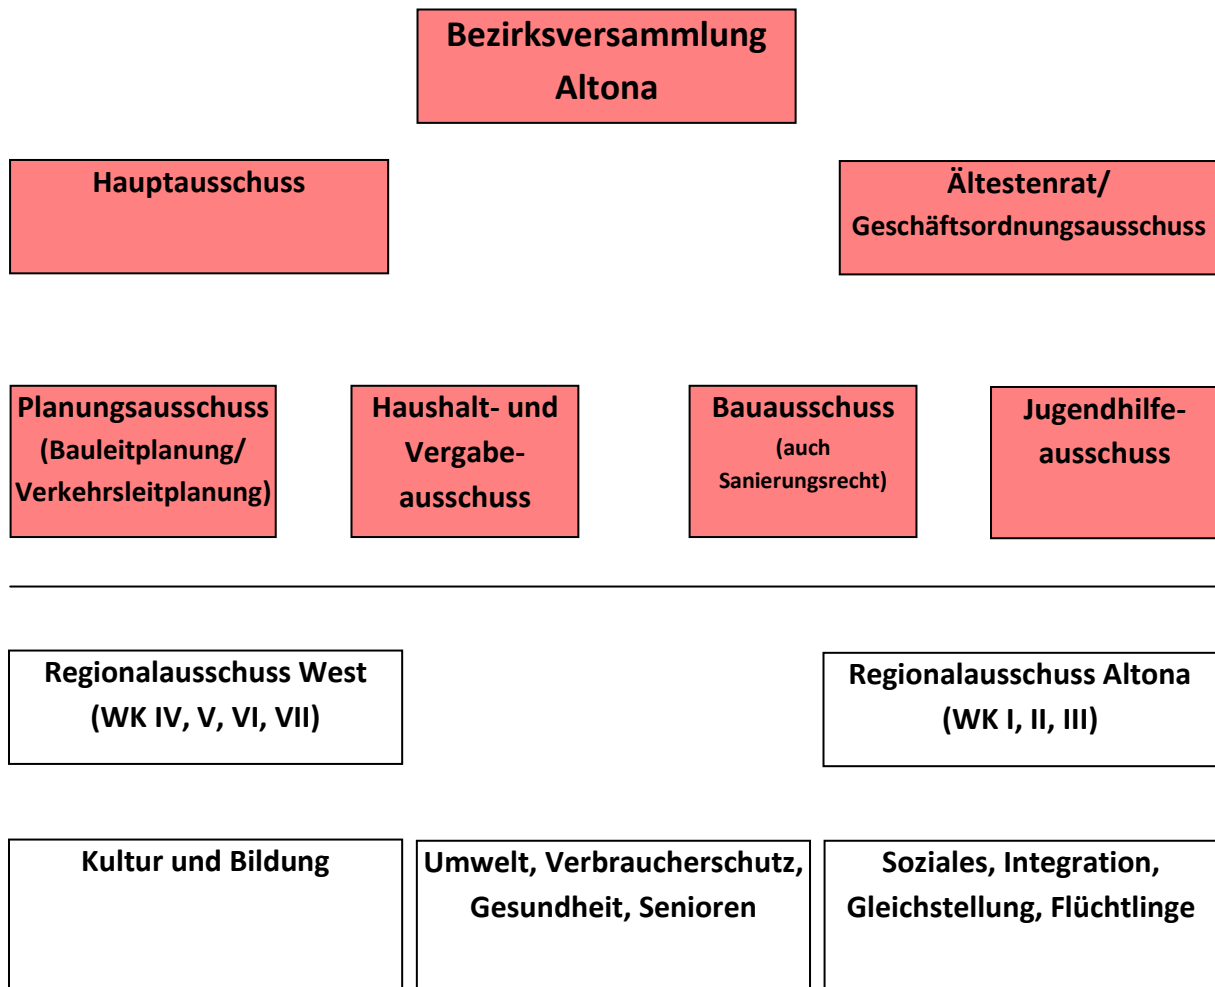 Bezirksversammlung
Altona
Hauptausschuss
Ältestenrat/
Geschäftsordnungsausschuss
Planungsausschuss
(Bauleitplanung/
Verkehrsleitplanung)
Haushalt- und
Vergabe-
ausschuss
Bauausschuss
(auch
Sanierungsrecht)
Jugendhilfe-
ausschuss
Regionalausschuss West
(WK IV, V, VI, VII)
Regionalausschuss Altona
(WK I, II, III)
Kultur und Bildung
Umwelt, Verbraucherschutz,
Gesundheit, Senioren
Soziales, Integration,
Gleichstellung, Flüchtlinge